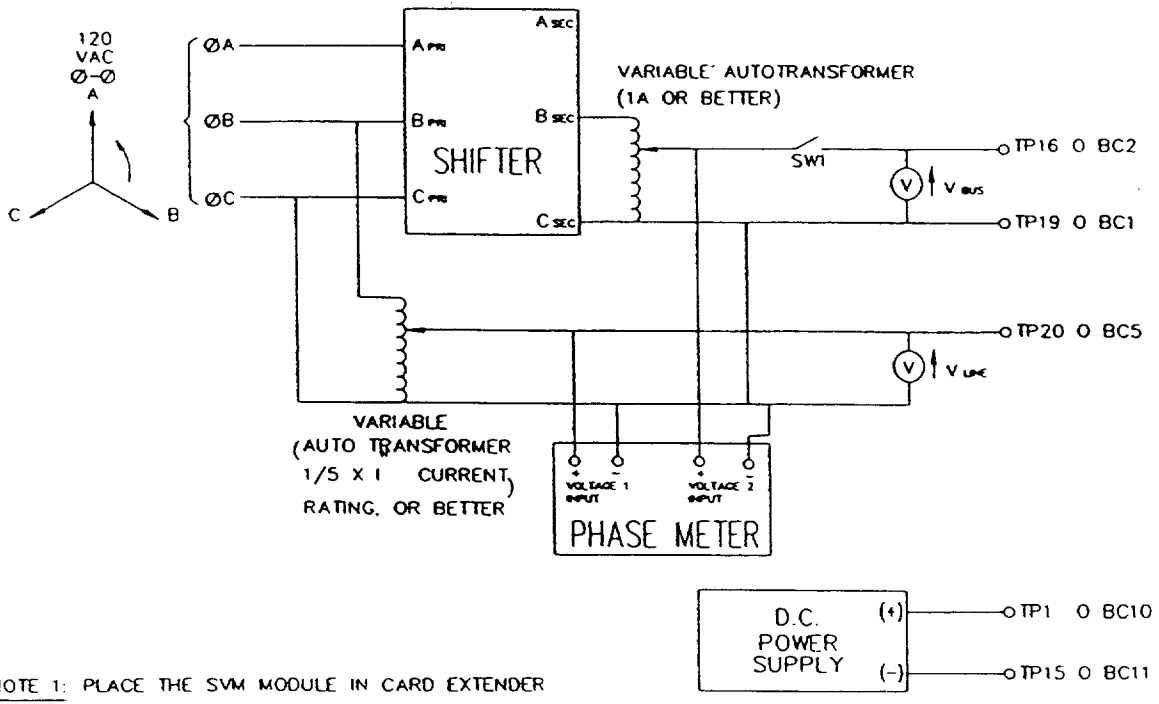 120
VAC
Ø-Ø
A
C
B
ØA
ØB
ØC
A SEC
A PRI
B SEC
B PRI
SHIFTER
C PRI
C SEC
VARIABLE AUTOTRANSFORMER
(1A OR BETTER)
SW1
TP16 O BC2
V
V BUS
TP19 O BC1
TP20 O BC5
V
V LINE
VARIABLE
(AUTO TRANSFORMER
1/5 X I N CURRENT)
RATING. OR BETTER
+ - + -
VOLTAGE 1
INPUT
VOLTAGE 2
INPUT
PHASE METER
D.C.
POWER
SUPPLY
(+)
(-)
TP1 O BC10
TP15 O BC11
OTE 1: PLACE THE SVM MODULE IN CARD EXTENDER